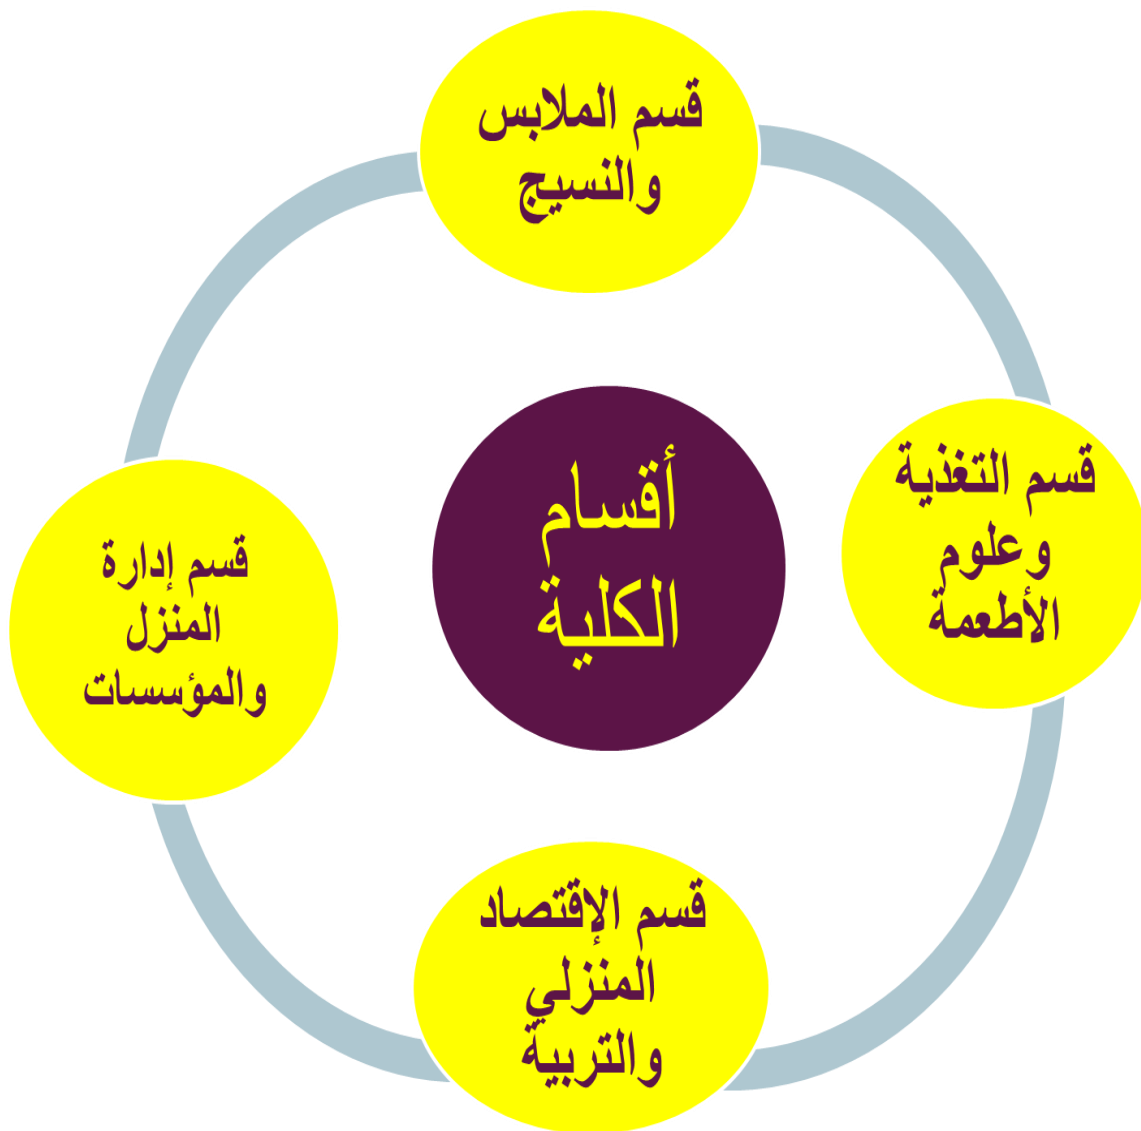 قسم الملابس
والنسيج
قسم التغذية
وعلوم
الأطعمة
أقسام
الكلية
قسم إدارة
المنزل
والمؤسسات
قسم الإقتصاد
المنزلي
والتربية